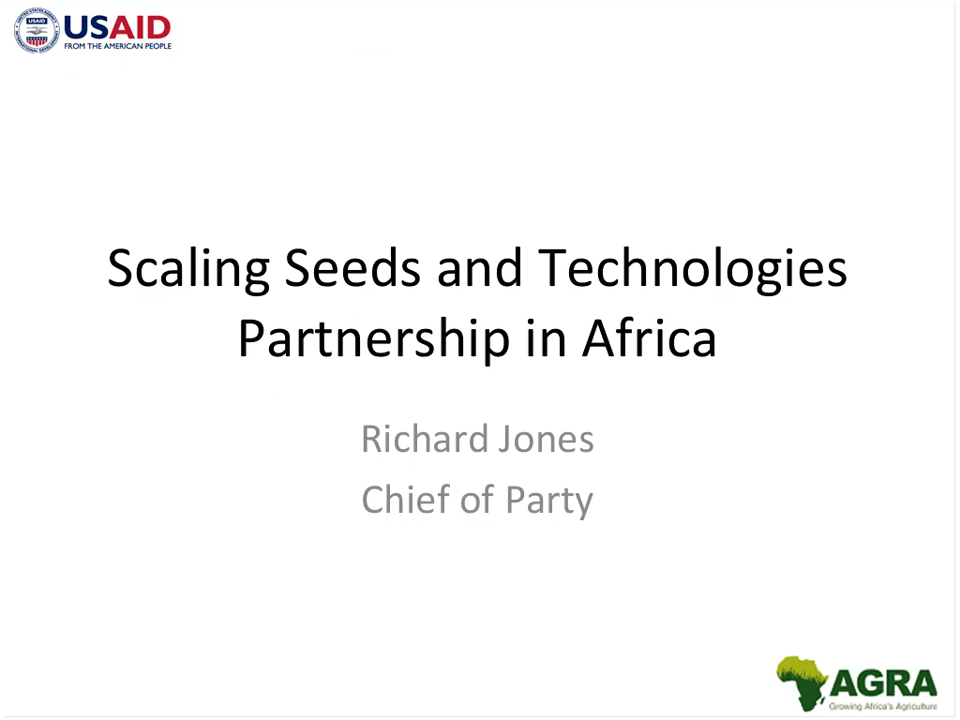 USAID
FROM THE AMERICAN PEOPLE
Scaling Seeds and Technologies
Partnership in Africa
Richard Jones
Chief of Party
AGRA
Growing Africa's Agriculture